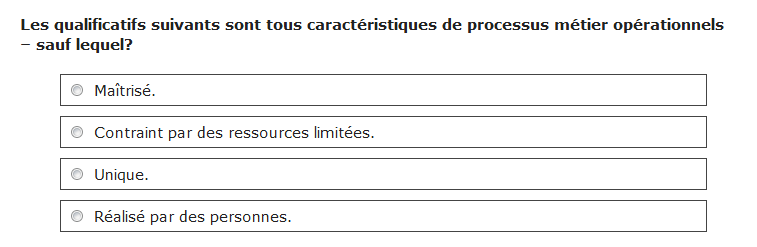 Les qualificatifs suivants sont tous caractéristiques de processus métier opérationnels
– sauf lequel?
Maîtrisé.
Contraint par des ressources limitées.
Unique.
Réalisé par des personnes.